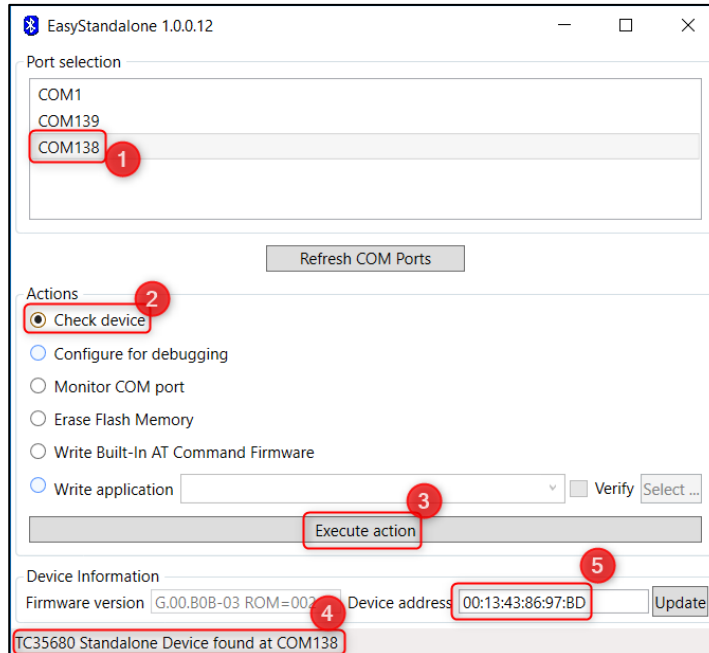 EasyStandalone 1.0.0.12
Port selection
COM1
COM139
COM138
1
Refresh COM Ports
Actions
2
Check device
Configure for debugging
Monitor COM port
Erase Flash Memory
Write Built-In AT Command Firmware
Write application Verify Select ...
3
Execute action
Device Information
5
Firmware version G.00.B0B-03 ROM=002 Device address 00:13:43:86:97:BD Update
4
TC35680 Standalone Device found at COM138